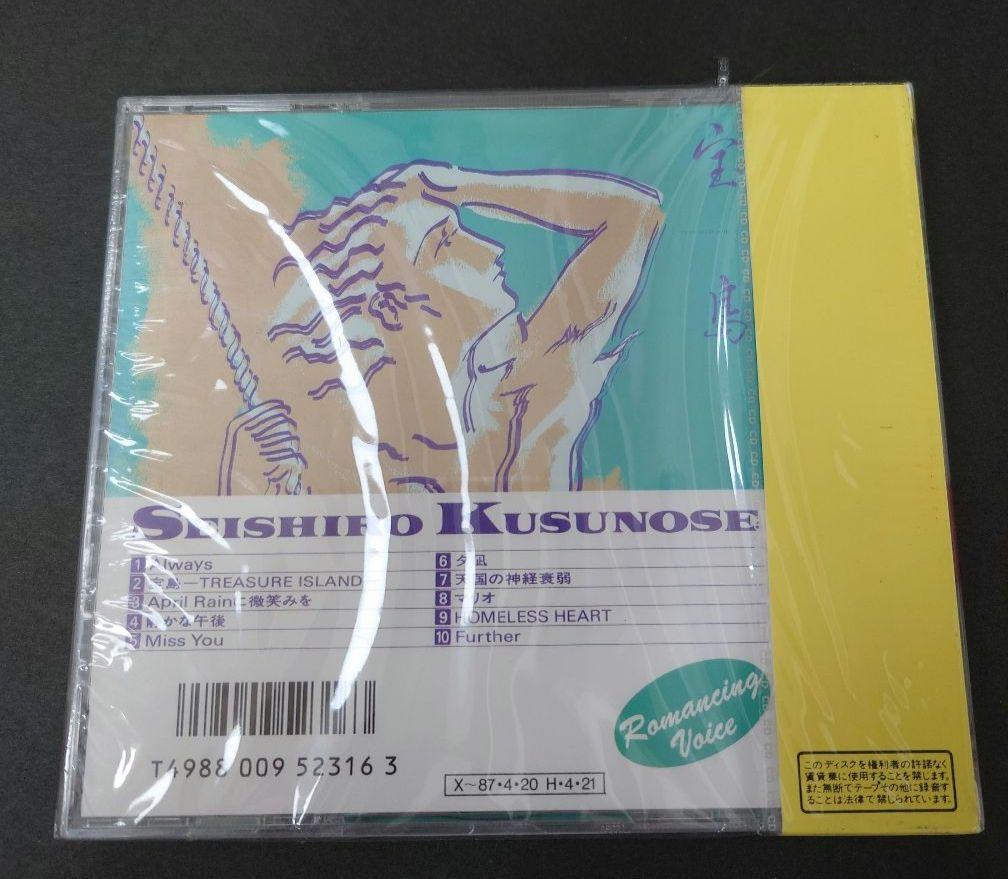 宝
島
SEISHIRO KUSUNOSE
1 Always
2 宝島—TREASURE ISLAND
3 April Rainに微笑みを
4 静かな午後
5 Miss You
6 夕凪
7 天国の神経衰弱
8 マリオ
9 HOMELESS HEART
10 Further
Romancing
Voice
T4988 009 52316 3
X〜87・4・20 H・4・21
このディスクを権利者の許諾なく
賃貸業に使用することを禁じます。
また無断でテープその他に録音す
ることは法律で禁じられています。